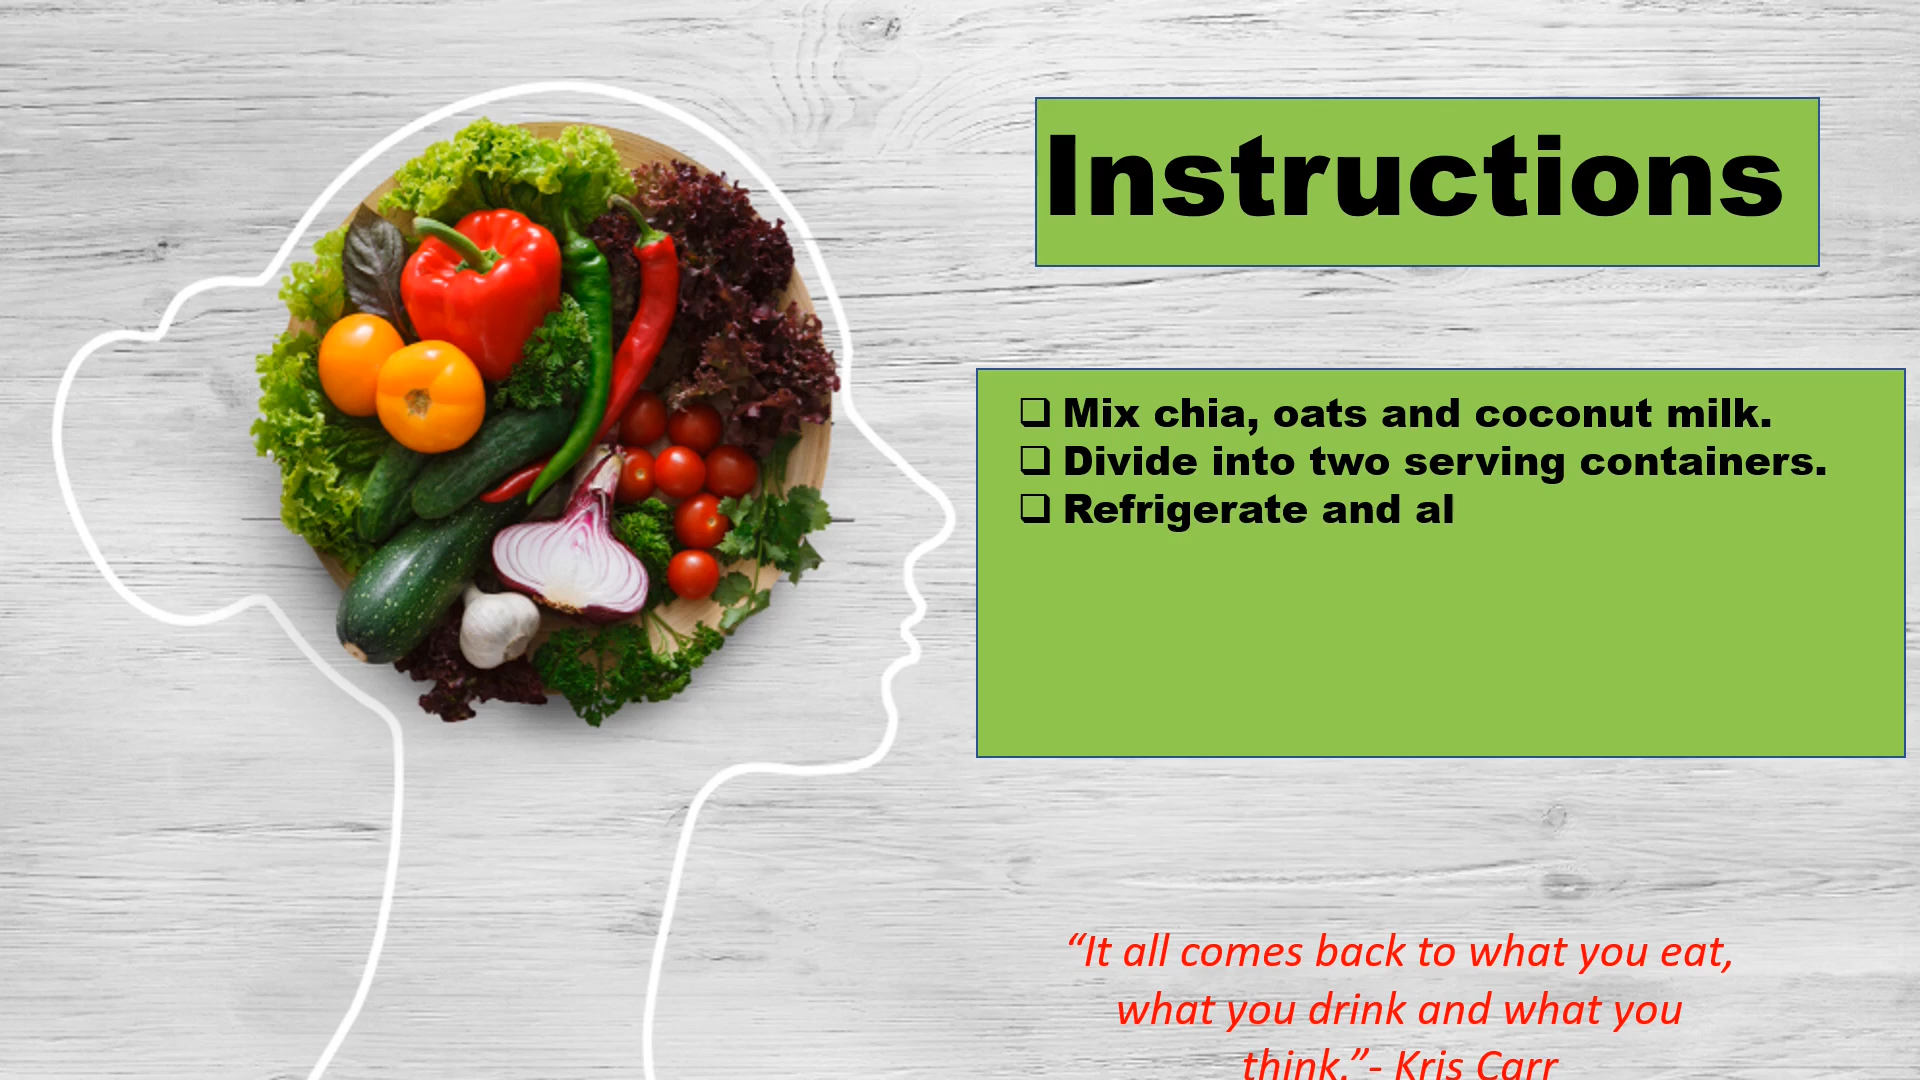 Instructions
❑ Mix chia, oats and coconut milk.
❑ Divide into two serving containers.
❑ Refrigerate and al
“It all comes back to what you eat,
what you drink and what you
think.”- Kris Carr